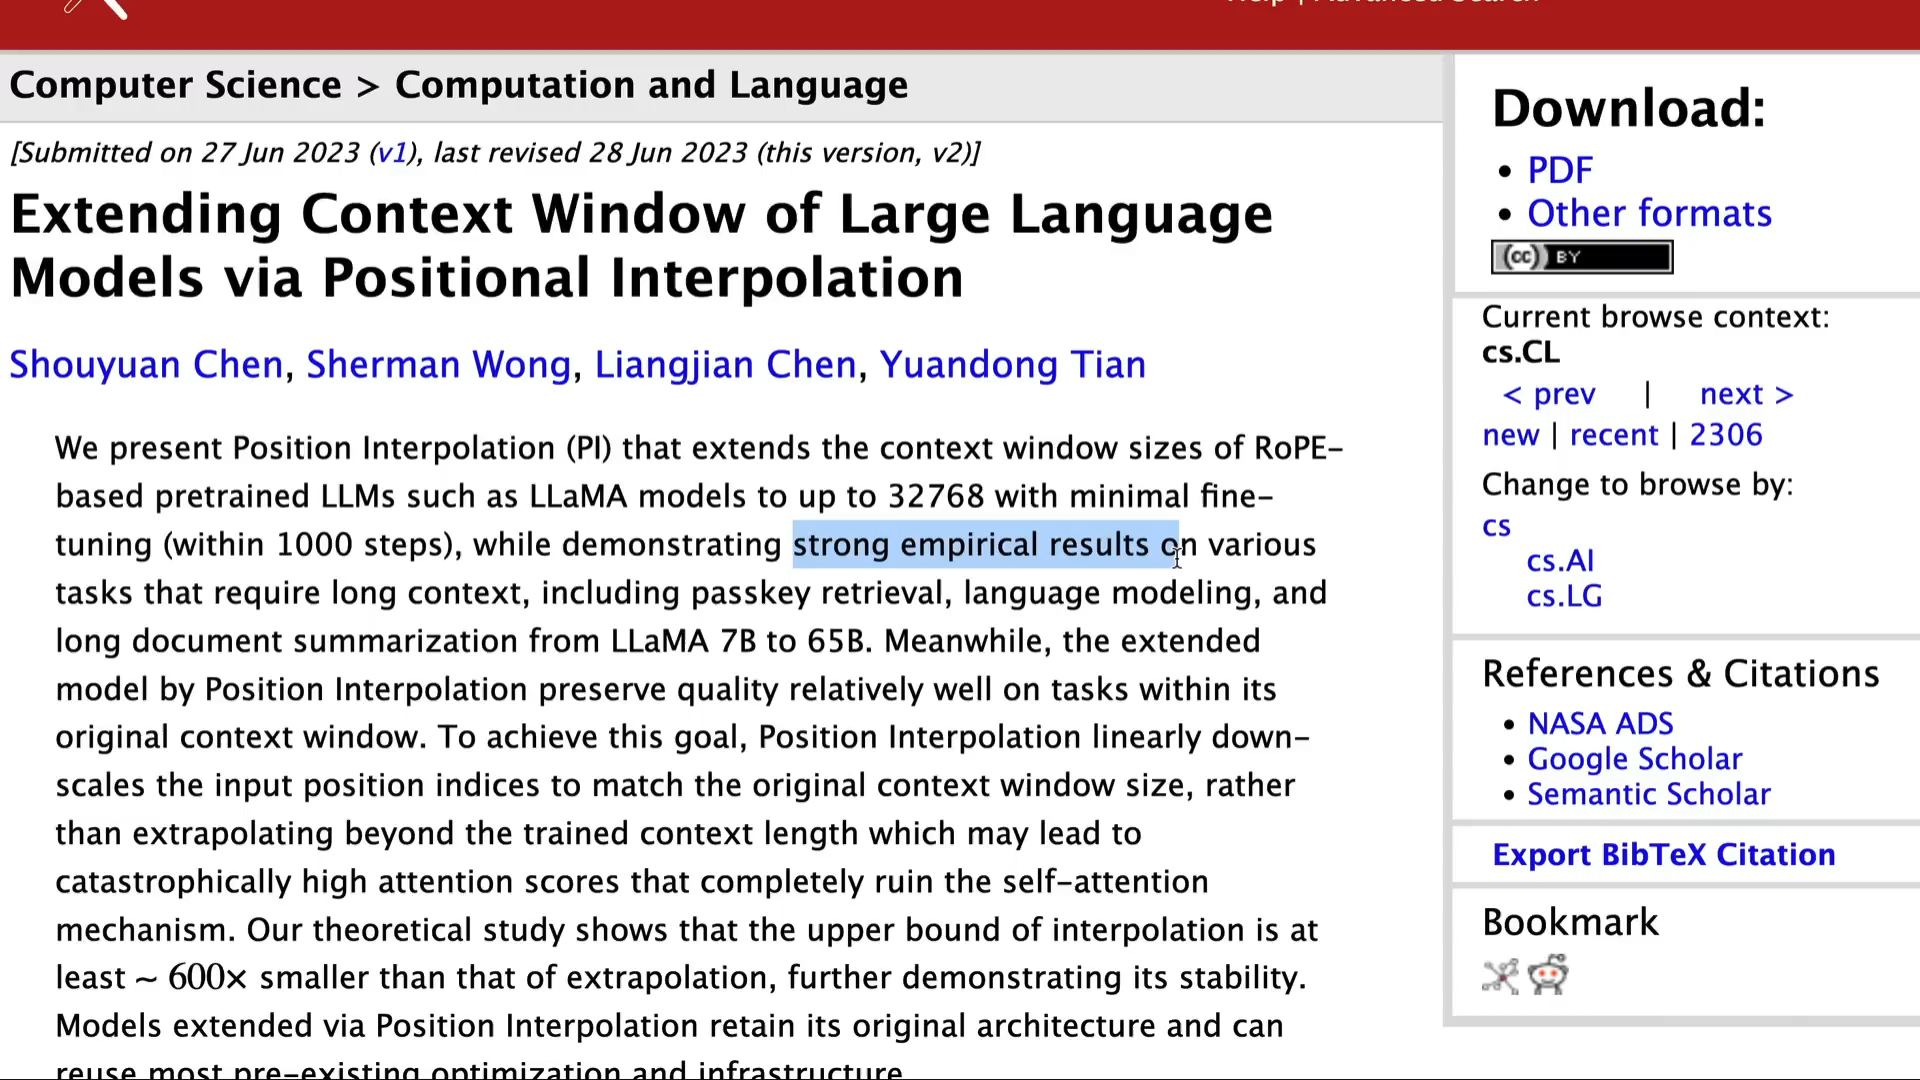 Help | Advanced Search
Computer Science > Computation and Language
[Submitted on 27 Jun 2023 (v1), last revised 28 Jun 2023 (this version, v2)]
Extending Context Window of Large Language
Models via Positional Interpolation
Shouyuan Chen, Sherman Wong, Liangjian Chen, Yuandong Tian
We present Position Interpolation (PI) that extends the context window sizes of RoPE-
based pretrained LLMs such as LLaMA models to up to 32768 with minimal fine-
tuning (within 1000 steps), while demonstrating strong empirical results on various
tasks that require long context, including passkey retrieval, language modeling, and
long document summarization from LLaMA 7B to 65B. Meanwhile, the extended
model by Position Interpolation preserve quality relatively well on tasks within its
original context window. To achieve this goal, Position Interpolation linearly down-
scales the input position indices to match the original context window size, rather
than extrapolating beyond the trained context length which may lead to
catastrophically high attention scores that completely ruin the self-attention
mechanism. Our theoretical study shows that the upper bound of interpolation is at
least ~ 600× smaller than that of extrapolation, further demonstrating its stability.
Models extended via Position Interpolation retain its original architecture and can
reuse most pre-existing optimization and infrastructure.
Download:
• PDF
• Other formats
(cc) BY
Current browse context:
cs.CL
< prev | next >
new | recent | 2306
Change to browse by:
cs
cs.AI
cs.LG
References & Citations
• NASA ADS
• Google Scholar
• Semantic Scholar
Export BibTeX Citation
Bookmark